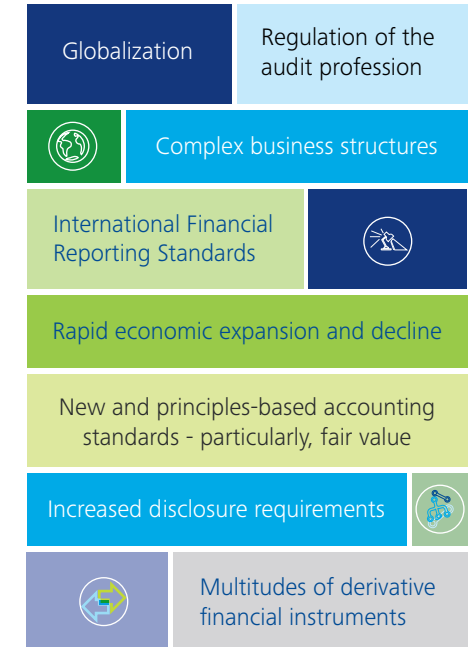 Globalization
Regulation of the
audit profession
Complex business structures
International Financial
Reporting Standards
Rapid economic expansion and decline
New and principles-based accounting
standards - particularly, fair value
Increased disclosure requirements
Multitudes of derivative
financial instruments